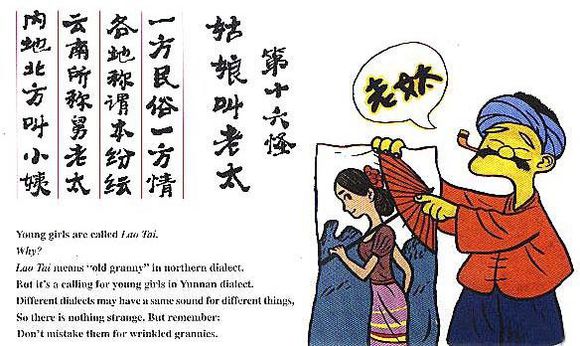 第十六怪
姑娘叫老太
一方民俗一方情
各地称谓本纷纭
云南所称舅老太
内地北方叫小姨
老妹
Young girls are called Lao Tai.
Why?
Lao Tai means "old granny" in northern dialect.
But it's a calling for young girls in Yunnan dialect.
Different dialects may have a same sound for different things,
So there is nothing strange. But remember:
Don't mistake them for wrinkled grannies.